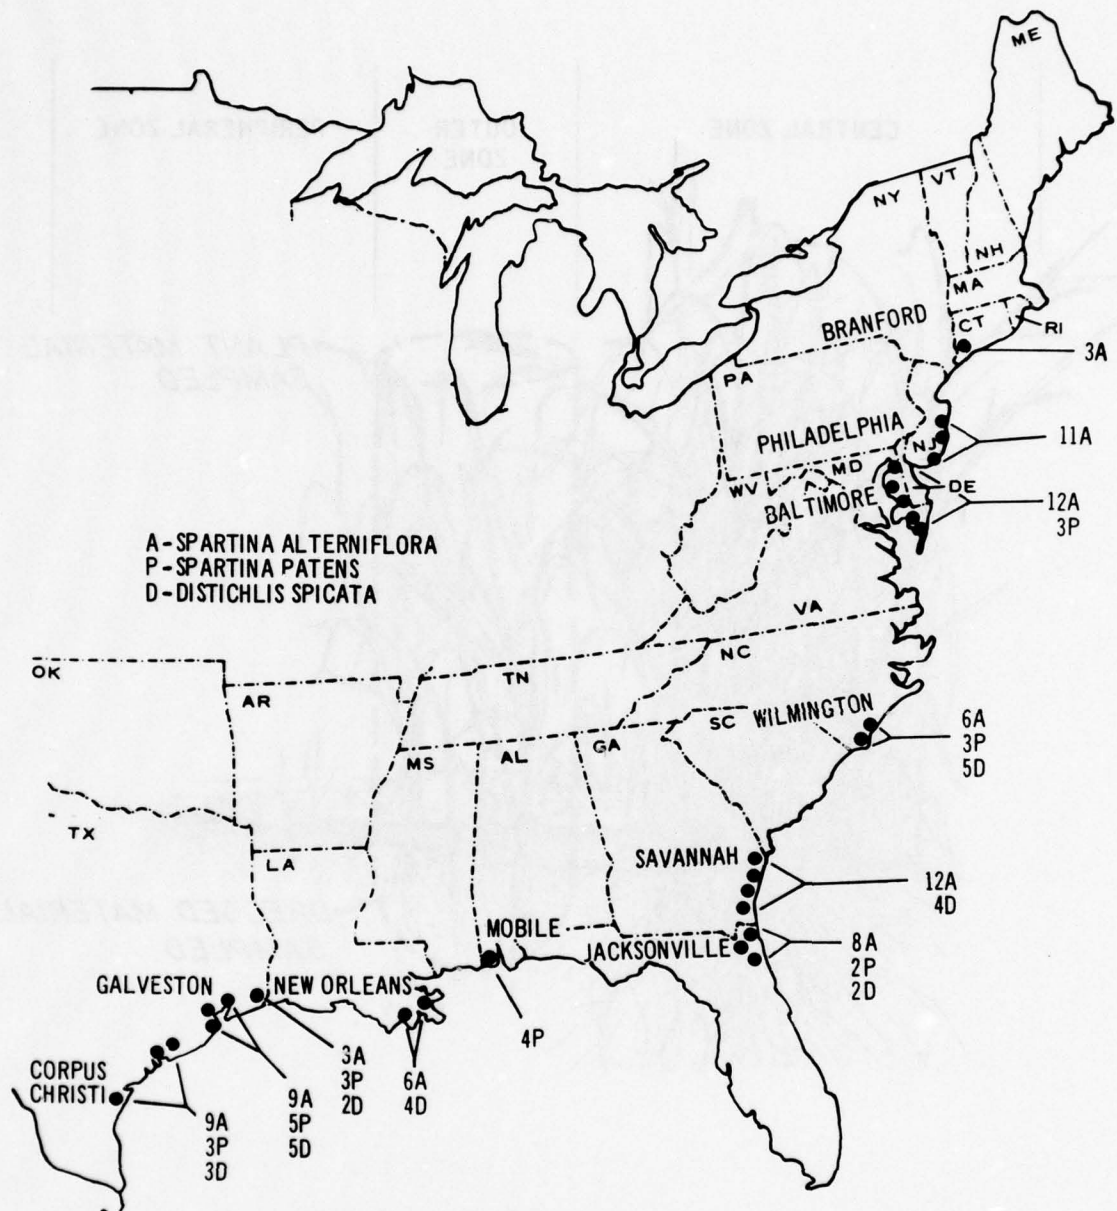 ME
VT
NY
NH
MA
BRANFORD
CT
RI
3A
PA
PHILADELPHIA
NJ
11A
MD
WV
DE
BALTIMORE
12A
3P
A-SPARTINA ALTERNIFLORA
P-SPARTINA PATENS
D-DISTICHLIS SPICATA
VA
OK
TN
NC
AR
SC
WILMINGTON
6A
3P
5D
MS
AL
GA
TX
LA
SAVANNAH
12A
4D
MOBILE
JACKSONVILLE
8A
2P
2D
GALVESTON
NEW ORLEANS
4P
3A
3P
2D
6A
4D
CORPUS
CHRISTI
9A
5P
5D
9A
3P
3D
CENTRAL ZONE
OUTER
ZONE
PERIPHERAL ZONE
PLANT MATERIAL
SAMPLED
DREDGED MATERIAL
SAMPLED